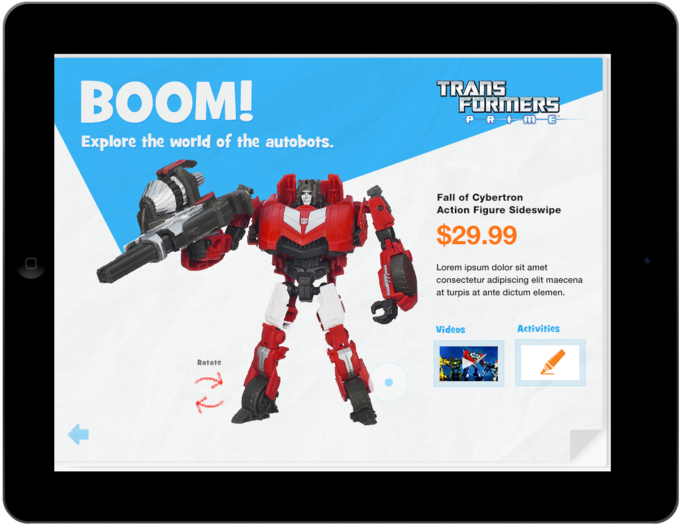 BOOM!
Explore the world of the autobots.
TRANS
FORMERS
PRIME
Fall of Cybertron
Action Figure Sideswipe
$29.99
Lorem ipsum dolor sit amet
consectetur adipiscing elit maecena
at turpis at ante dictum elemen.
Videos
Activities
Rotate